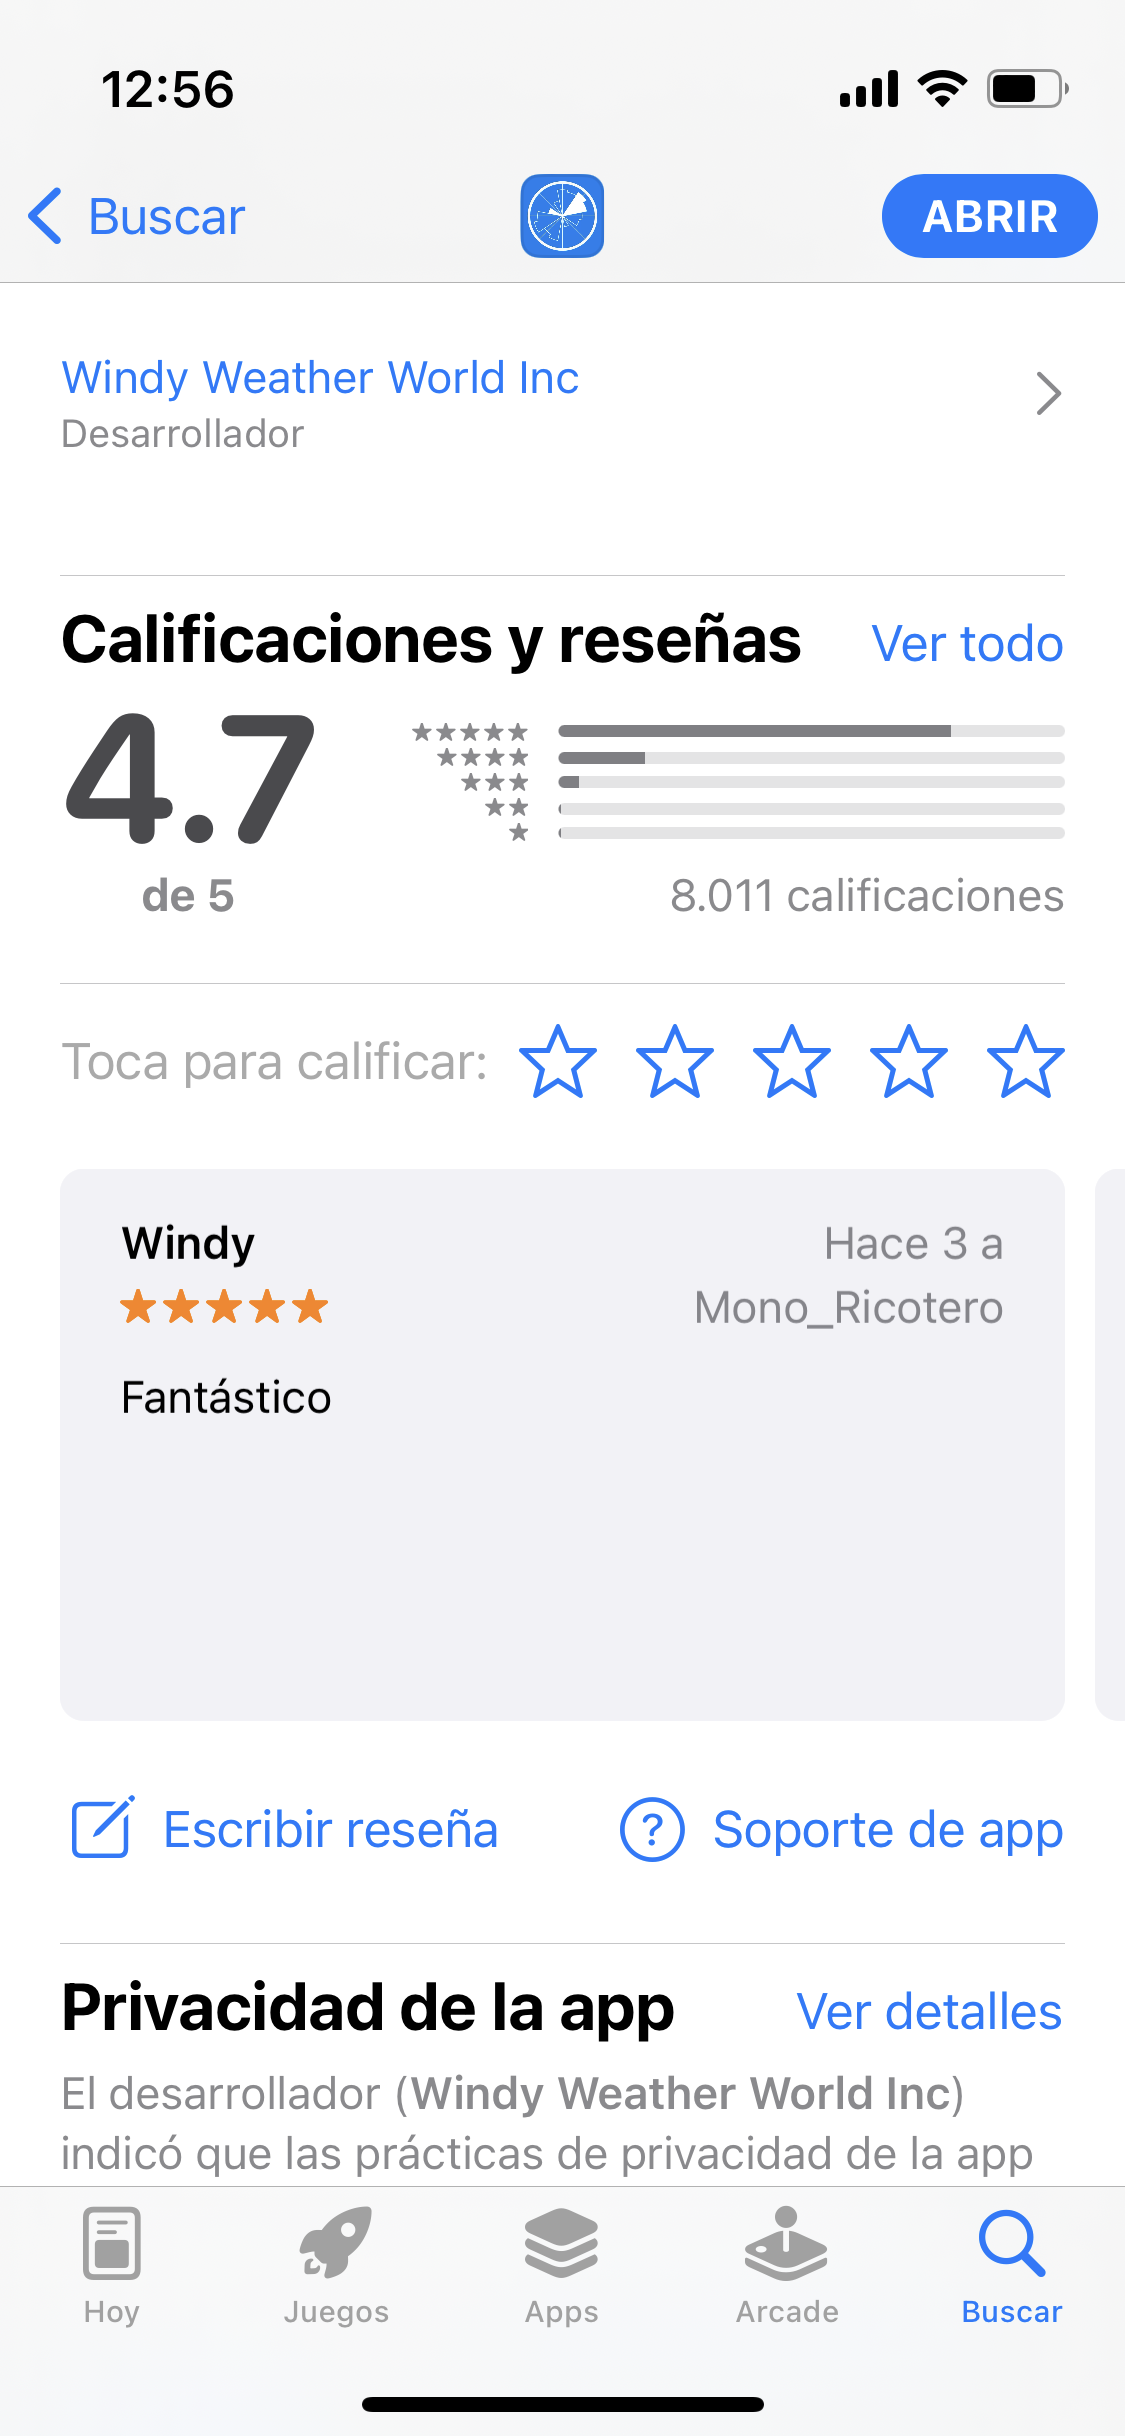 12:56
Buscar
ABRIR
Windy Weather World Inc
Desarrollador
Calificaciones y reseñas
Ver todo
4.7
de 5
8.011 calificaciones
Toca para calificar:
Windy
Hace 3 a
Mono_Ricotero
Fantástico
Escribir reseña
Soporte de app
Privacidad de la app
Ver detalles
El desarrollador (Windy Weather World Inc)
indicó que las prácticas de privacidad de la app
Hoy
Juegos
Apps
Arcade
Buscar